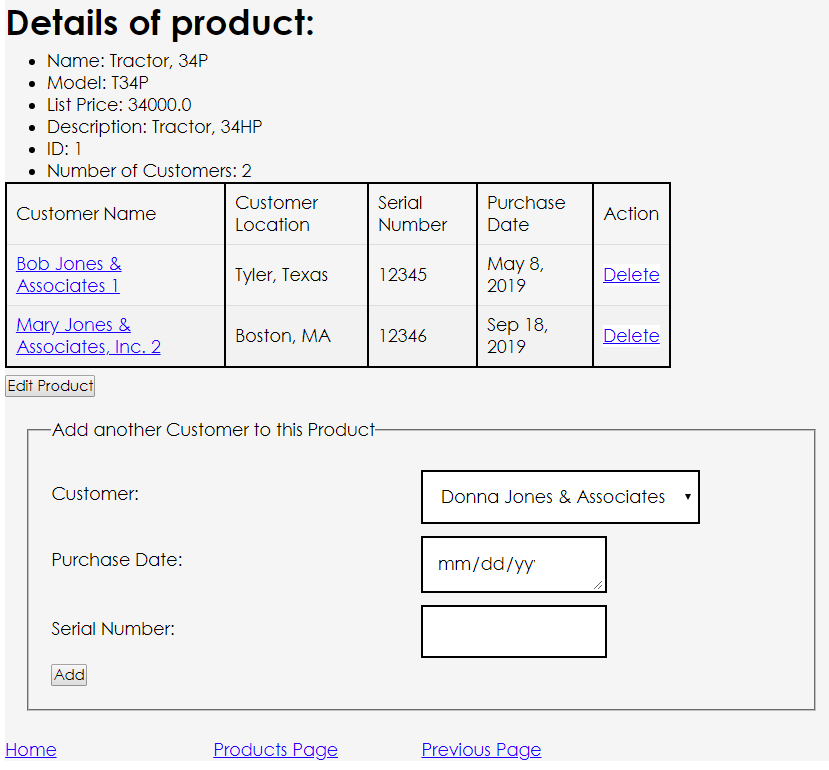 Details of product:
Name: Tractor, 34P
Model: T34P
List Price: 34000.0
Description: Tractor, 34HP
ID: 1
Number of Customers: 2
Customer Name
Customer
Location
Serial
Number
Purchase
Date
Action
Bob Jones &
Associates 1
Tyler, Texas
12345
May 8,
2019
Delete
Mary Jones &
Associates, Inc. 2
Boston, MA
12346
Sep 18,
2019
Delete
Edit Product
Add another Customer to this Product
Customer:
Donna Jones & Associates
Purchase Date:
mm/dd/yy
Serial Number:
Add
Home
Products Page
Previous Page